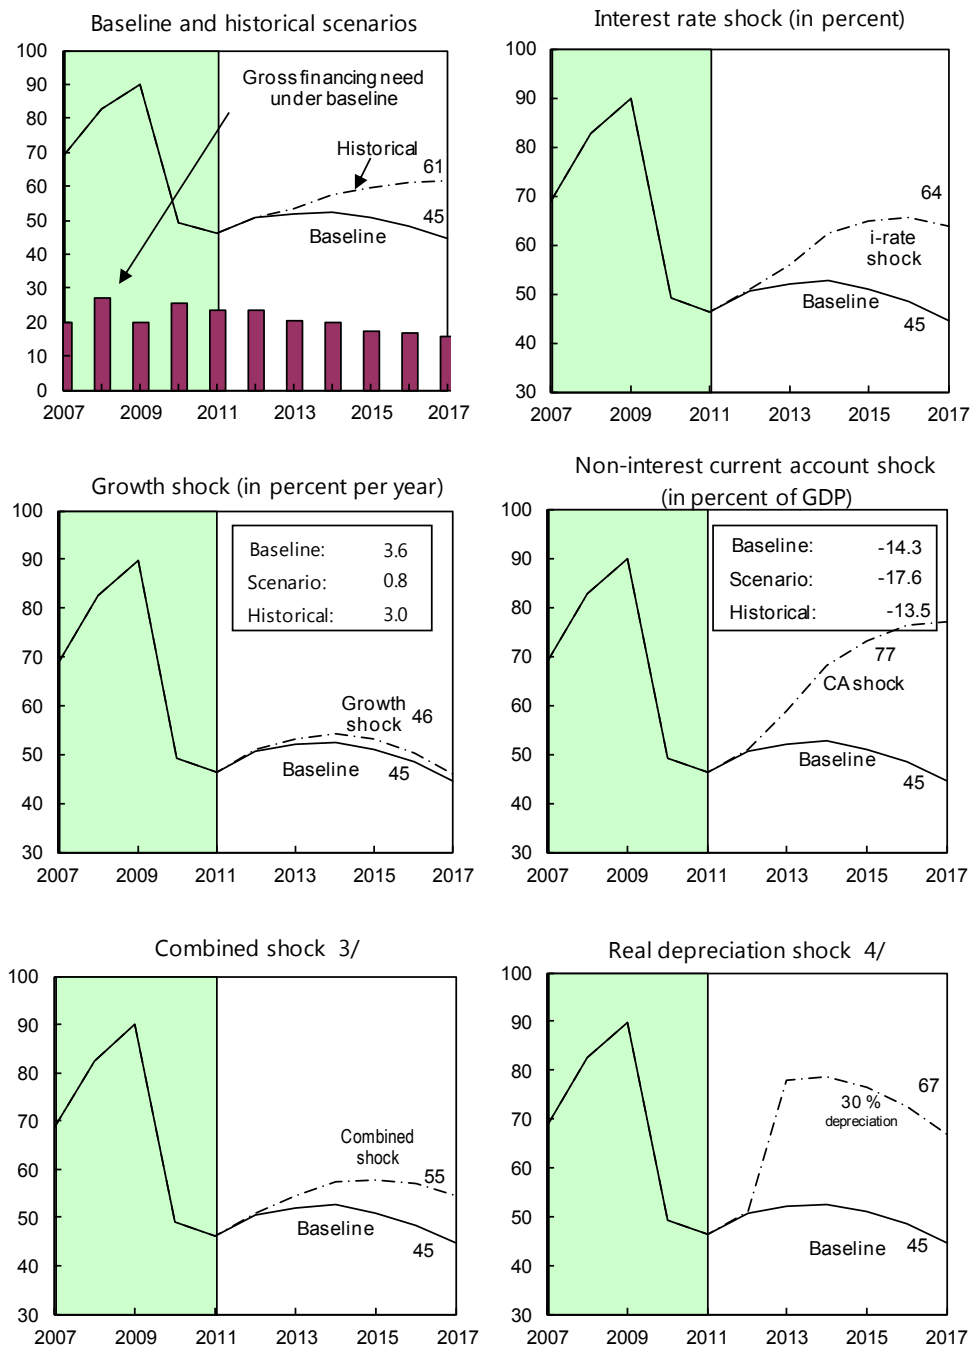 Baseline and historical scenarios
100
90
80
70
60
50
40
30
20
10
0
Gross financing need
under baseline
Historical
61
45
Baseline
2007 2009 2011 2013 2015 2017
Interest rate shock (in percent)
100
90
80
70
60
50
40
30
64
i-rate
shock
Baseline
45
2007 2009 2011 2013 2015 2017
Growth shock (in percent per year)
100
90
80
70
60
50
40
30
Baseline: 3.6
Scenario: 0.8
Historical: 3.0
Growth
shock 46
Baseline
45
2007 2009 2011 2013 2015 2017
Non-interest current account shock
(in percent of GDP)
100
90
80
70
60
50
40
30
Baseline: -14.3
Scenario: -17.6
Historical: -13.5
77
CA shock
Baseline
45
2007 2009 2011 2013 2015 2017
Combined shock 3/
100
90
80
70
60
50
40
30
Combined
shock
55
Baseline
45
2007 2009 2011 2013 2015 2017
Real depreciation shock 4/
100
90
80
70
60
50
40
30
67
30 %
depreciation
Baseline 45
2007 2009 2011 2013 2015 2017